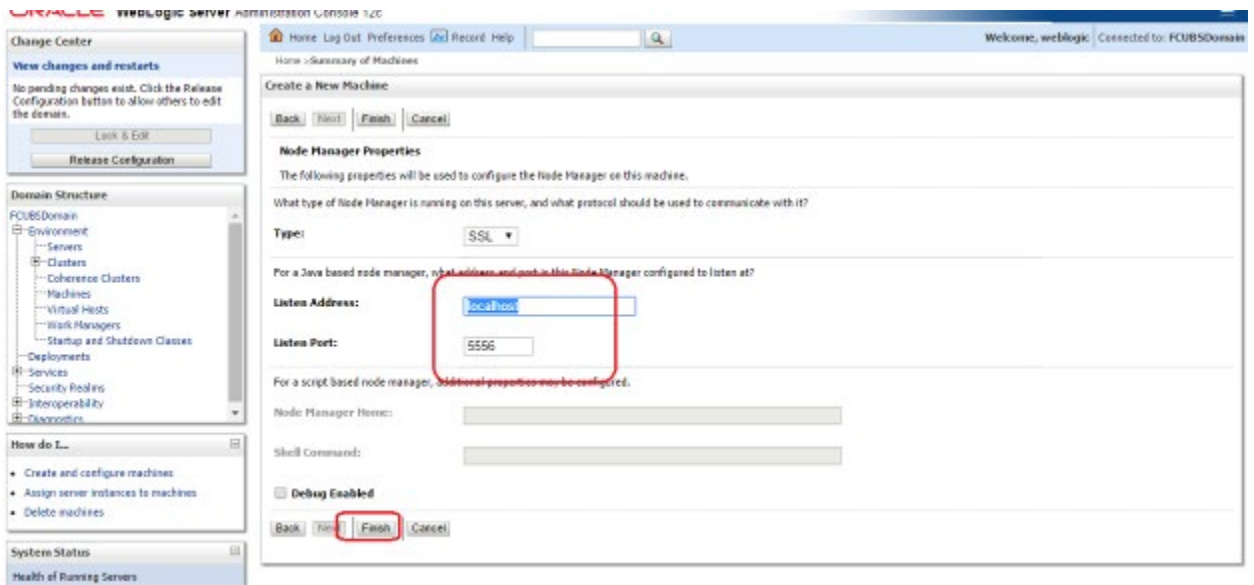 ORACLE WebLogic Server Administration Console 12c
Change Center
View changes and restarts
No pending changes exist. Click the Release
Configuration button to allow others to edit
the domain.
Lock & Edit
Release Configuration
Domain Structure
FCUBSDomain
Environment
Servers
Clusters
Coherence Clusters
Machines
Virtual Hosts
Work Managers
Startup and Shutdown Classes
Deployments
Services
Security Realms
Interoperability
Diagnostics
How do I...
Create and configure machines
Assign server instances to machines
Delete machines
System Status
Health of Running Servers
Home Log Out Preferences Record Help
Welcome, weblogic Connected to: FCUBSDomain
Home >Summary of Machines
Create a New Machine
Back Next Finish Cancel
Node Manager Properties
The following properties will be used to configure the Node Manager on this machine.
What type of Node Manager is running on this server, and what protocol should be used to communicate with it?
Type: SSL
For a Java based node manager, what address and port is this Node Manager configured to listen at?
Listen Address: localhost
Listen Port: 5556
For a script based node manager, additional properties may be configured.
Node Manager Home:
Shell Command:
Debug Enabled
Back Next Finish Cancel